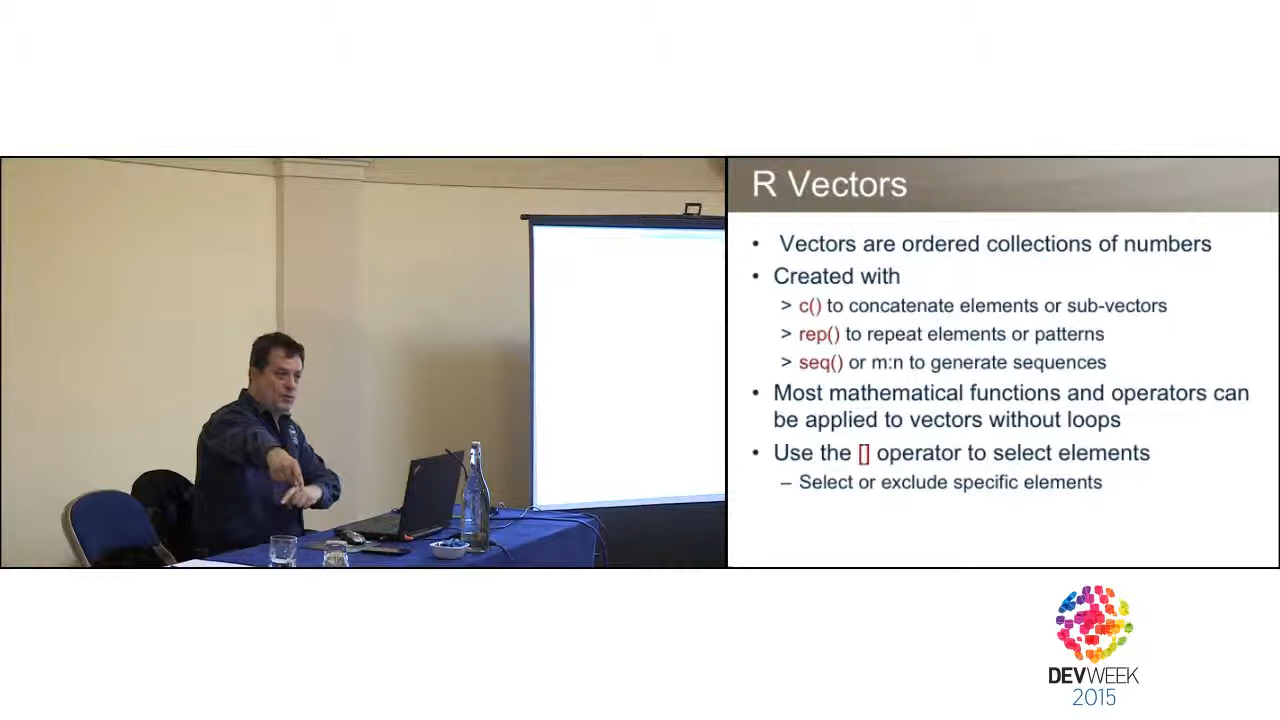 R Vectors
• Vectors are ordered collections of numbers
• Created with
> c() to concatenate elements or sub-vectors
> rep() to repeat elements or patterns
> seq() or m:n to generate sequences
• Most mathematical functions and operators can
be applied to vectors without loops
• Use the [] operator to select elements
– Select or exclude specific elements
DEVWEEK
2015